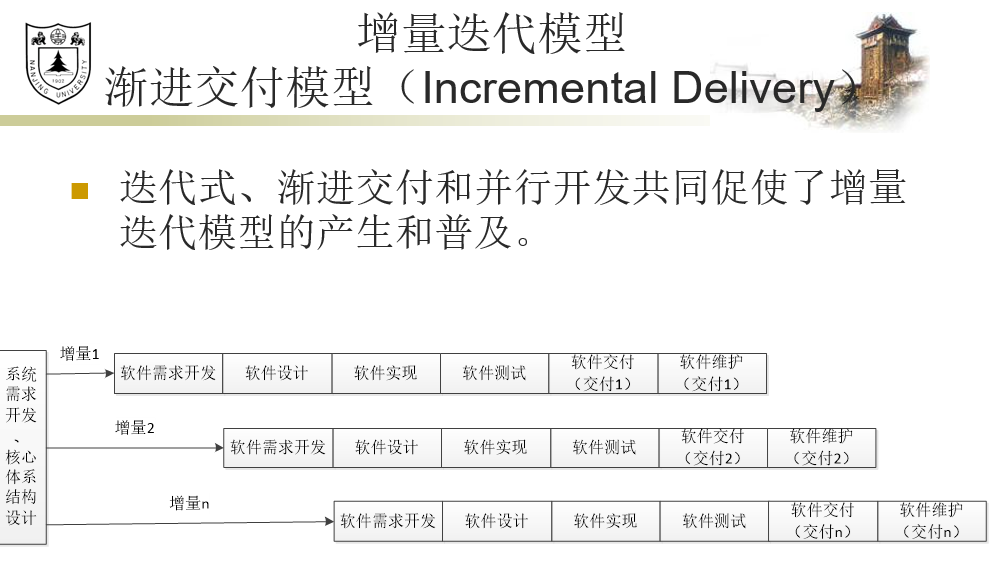 增量迭代模型
渐进交付模型（Incremental Delivery）
NANJING UNIVERSITY
1902
迭代式、渐进交付和并行开发共同促使了增量
迭代模型的产生和普及。
系统
需求
开发
、
核心
体系
结构
设计
增量1
软件需求开发 软件设计 软件实现 软件测试 软件交付 软件维护
（交付1） （交付1）
增量2
软件需求开发 软件设计 软件实现 软件测试 软件交付 软件维护
（交付2） （交付2）
增量n
软件需求开发 软件设计 软件实现 软件测试 软件交付 软件维护
（交付n） （交付n）